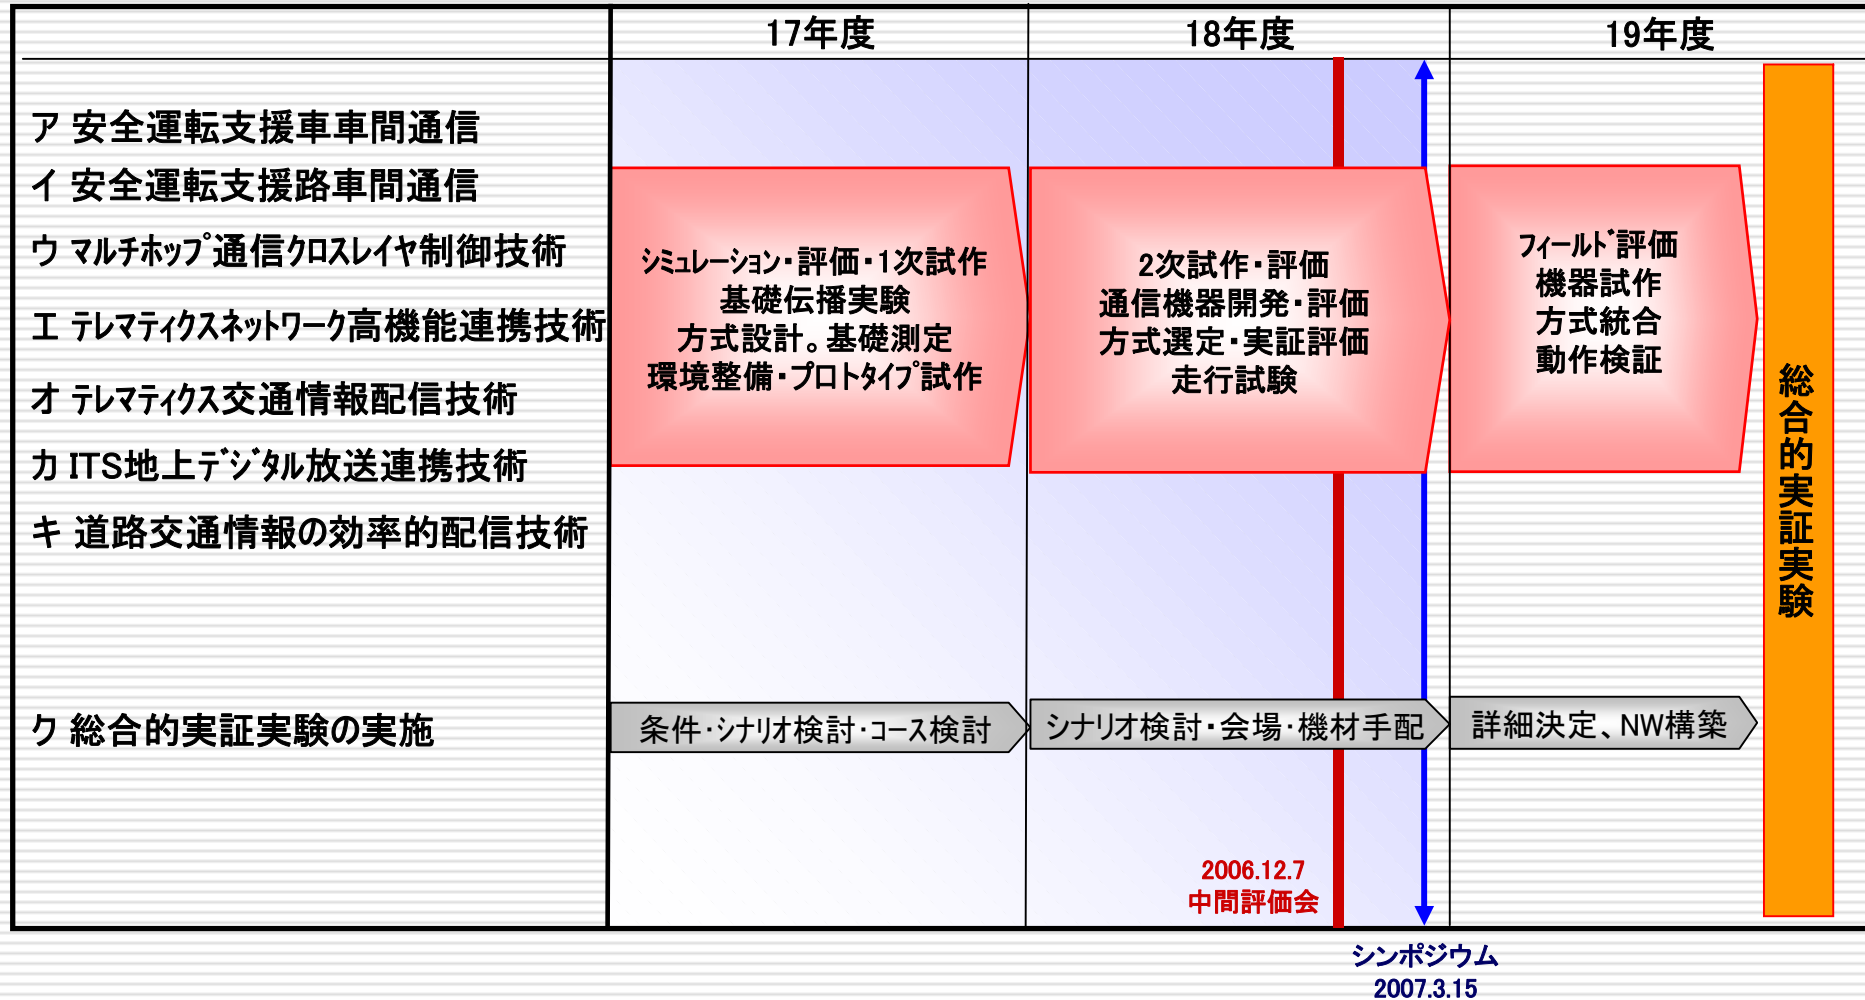 17年度
18年度
19年度
ア 安全運転支援車車間通信
イ 安全運転支援路車間通信
ウ ﾏﾙﾁﾎｯﾌﾟ通信ｸﾛｽﾚｲﾔ制御技術
エ ﾃﾚﾏﾃｨｸｽﾈｯﾄﾜｰｸ高機能連携技術
オ ﾃﾚﾏﾃｨｸｽ交通情報配信技術
カ ITS地上ﾃﾞｼﾞﾀﾙ放送連携技術
キ 道路交通情報の効率的配信技術
ク 総合的実証実験の実施
ｼﾐｭﾚｰｼｮﾝ・評価・1次試作
基礎伝播実験
方式設計。基礎測定
環境整備・ﾌﾟﾛﾄﾀｲﾌﾟ試作
2次試作・評価
通信機器開発・評価
方式選定・実証評価
走行試験
ﾌｨｰﾙﾄﾞ評価
機器試作
方式統合
動作検証
総合的実証実験
条件・ｼﾅﾘｵ検討・ｺｰｽ検討
ｼﾅﾘｵ検討・会場・機材手配
詳細決定、NW構築
2006.12.7
中間評価会
シンポジウム
2007.3.15